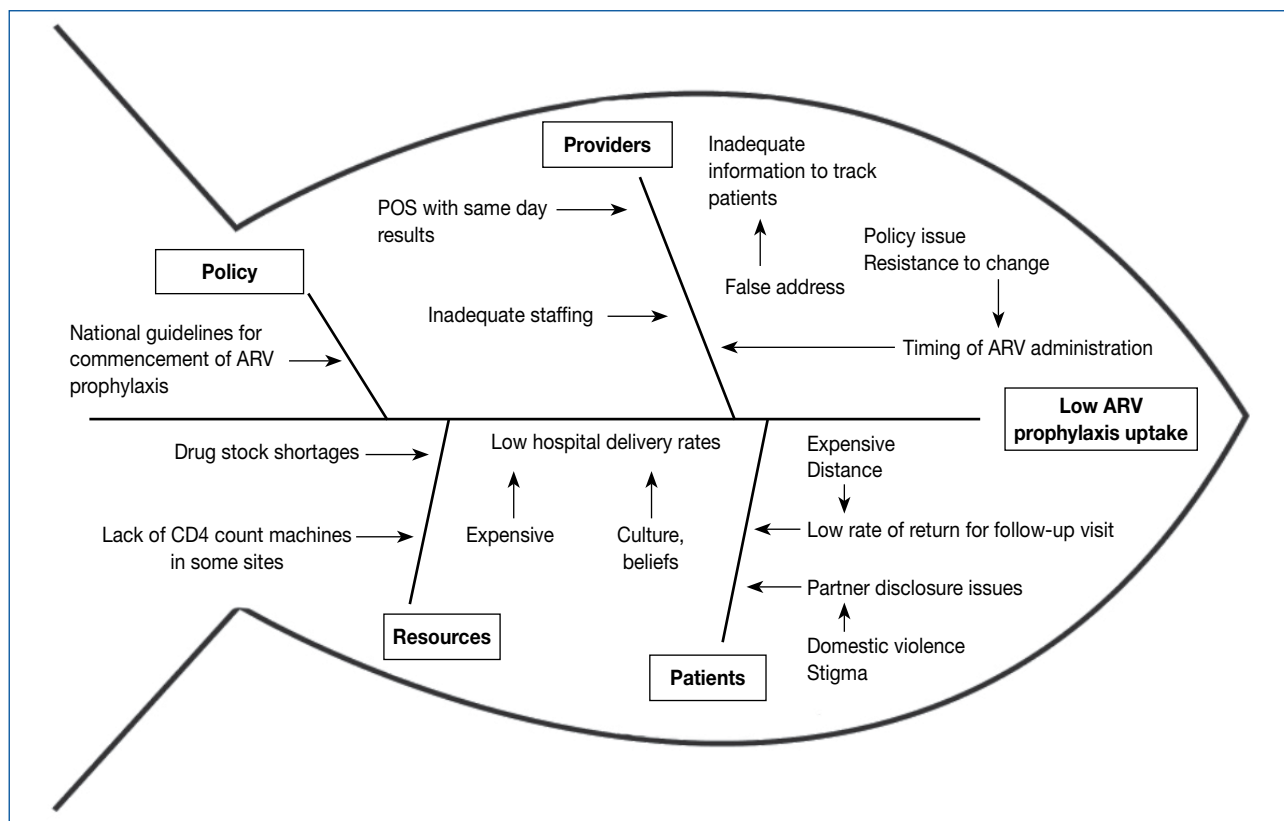 Providers
Inadequate
information to track
patients
POS with same day
results
Policy issue
Resistance to change
Policy
False address
Inadequate staffing
National guidelines for
commencement of ARV
prophylaxis
Timing of ARV administration
Low ARV
prophylaxis uptake
Drug stock shortages
Low hospital delivery rates
Expensive
Distance
Lack of CD4 count machines
in some sites
Expensive
Culture,
beliefs
Low rate of return for follow-up visit
Partner disclosure issues
Resources
Domestic violence
Stigma
Patients